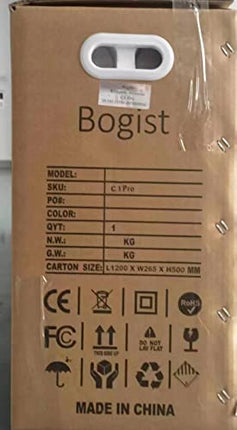 Bogist
MODEL:
SKU: C1Pro
PO#:
COLOR:
QYT: 1
N.W.: KG
G.W.: KG
CARTON SIZE: L1200 X W265 X H500 MM
CE RoHS
FC THIS SIDE UP DO NOT LAY FLAT
MADE IN CHINA